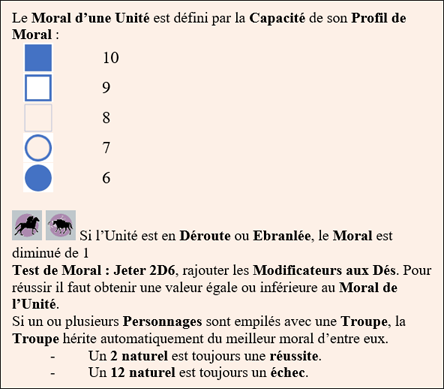 Le Moral d’une Unité est défini par la Capacité de son Profil de
Moral :
10
9
8
7
6
Si l’Unité est en Déroute ou Ebranlée, le Moral est
diminué de 1
Test de Moral : Jeter 2D6, rajouter les Modificateurs aux Dés. Pour
réussir il faut obtenir une valeur égale ou inférieure au Moral de
l’Unité.
Si un ou plusieurs Personnages sont empilés avec une Troupe, la
Troupe hérite automatiquement du meilleur moral d’entre eux.
- Un 2 naturel est toujours une réussite.
- Un 12 naturel est toujours un échec.